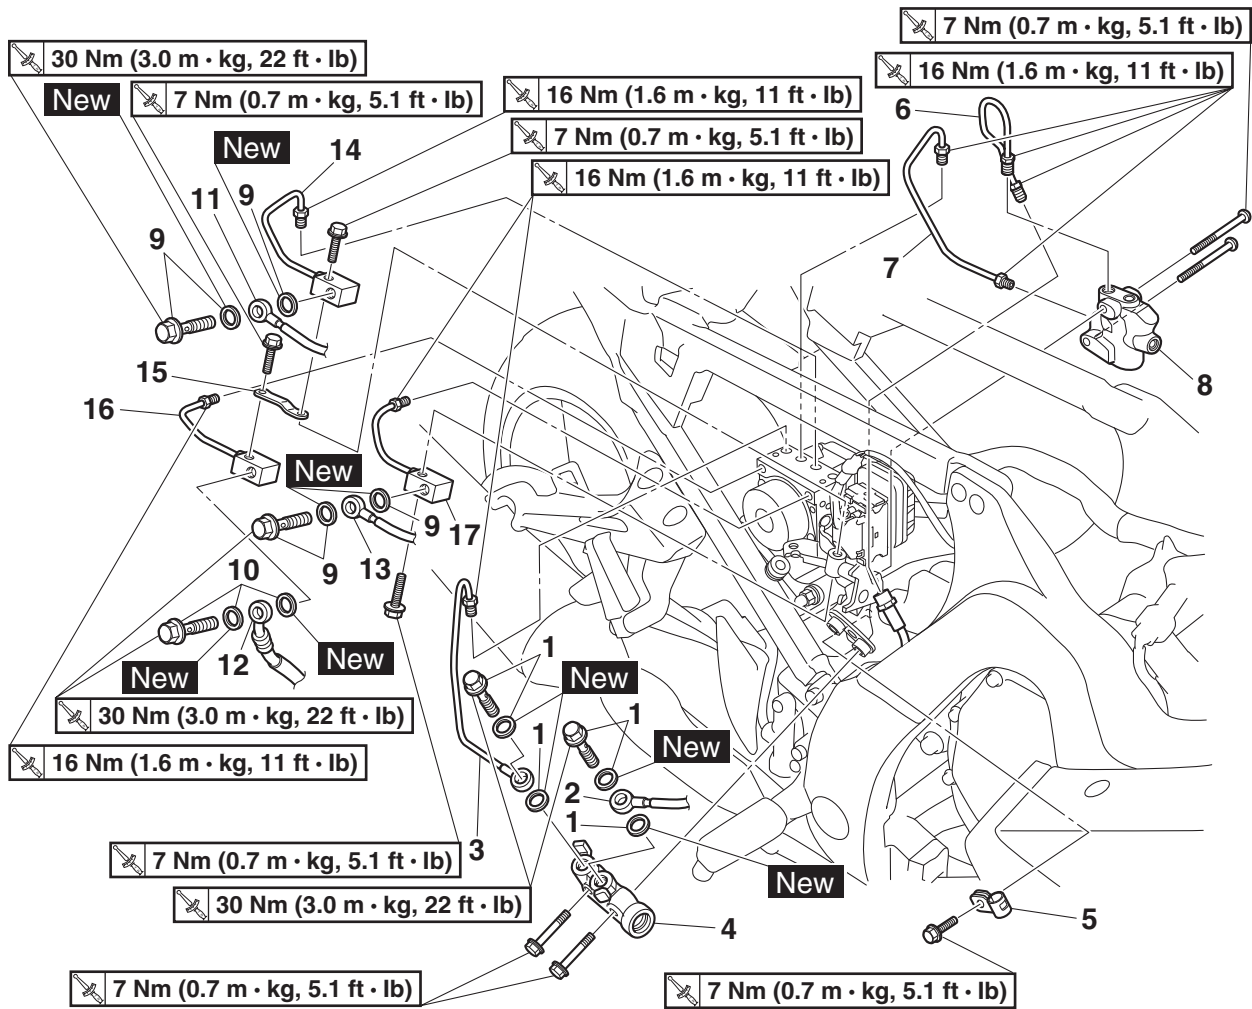 7 Nm (0.7 m · kg, 5.1 ft · lb)
30 Nm (3.0 m · kg, 22 ft · lb)
16 Nm (1.6 m · kg, 11 ft · lb)
New
7 Nm (0.7 m · kg, 5.1 ft · lb)
16 Nm (1.6 m · kg, 11 ft · lb)
6
7 Nm (0.7 m · kg, 5.1 ft · lb)
New
14
16 Nm (1.6 m · kg, 11 ft · lb)
11
9
9
7
15
8
16
New
9
17
9
13
10
12
New
New
1
New
30 Nm (3.0 m · kg, 22 ft · lb)
1
1
New
16 Nm (1.6 m · kg, 11 ft · lb)
2
1
3
7 Nm (0.7 m · kg, 5.1 ft · lb)
New
30 Nm (3.0 m · kg, 22 ft · lb)
4
5
7 Nm (0.7 m · kg, 5.1 ft · lb)
7 Nm (0.7 m · kg, 5.1 ft · lb)